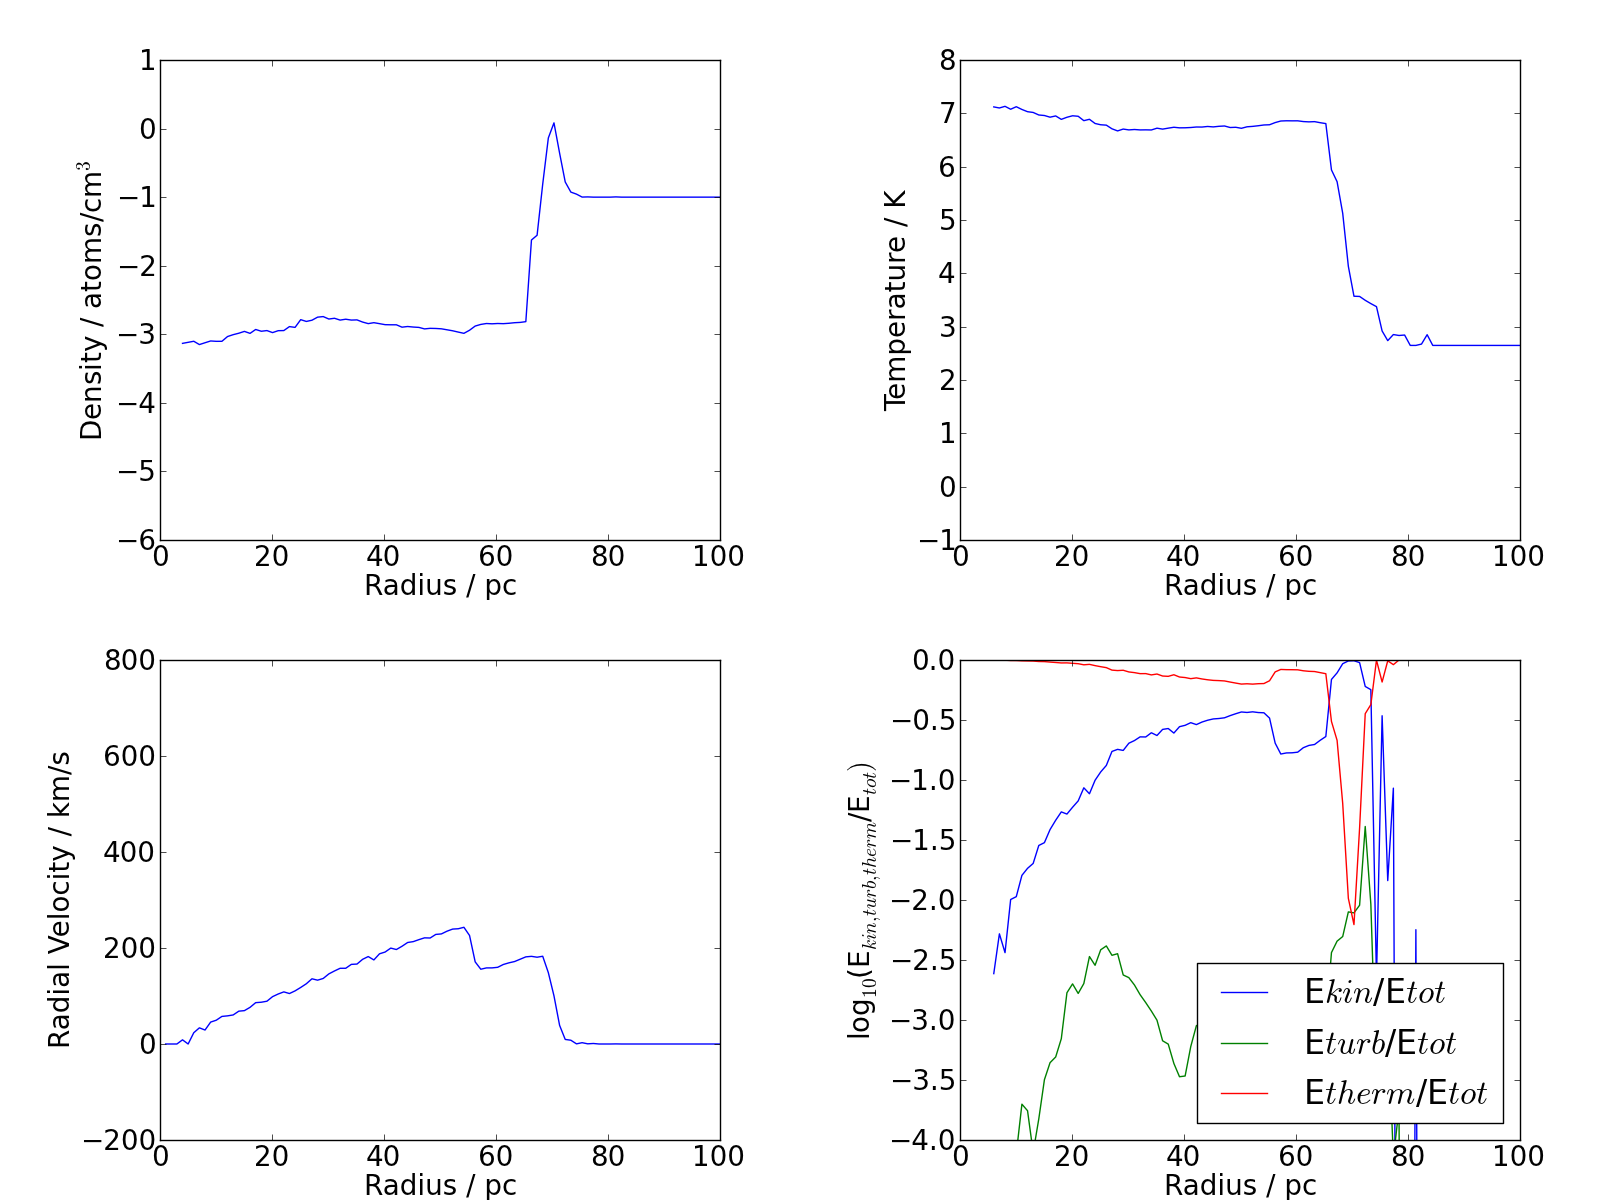 1
0
−1
−2
−3
−4
−5
−6
Density / atoms/cm³
0 20 40 60 80 100
Radius / pc
8
7
6
5
4
3
2
1
0
−1
Temperature / K
0 20 40 60 80 100
Radius / pc
800
600
400
200
0
−200
Radial Velocity / km/s
0 20 40 60 80 100
Radius / pc
0.0
−0.5
−1.0
−1.5
−2.0
−2.5
−3.0
−3.5
−4.0
log₁₀(E_kin,turb,therm/E_tot)
Ekin/Etot
Eturb/Etot
Etherm/Etot
0 20 40 60 80 100
Radius / pc